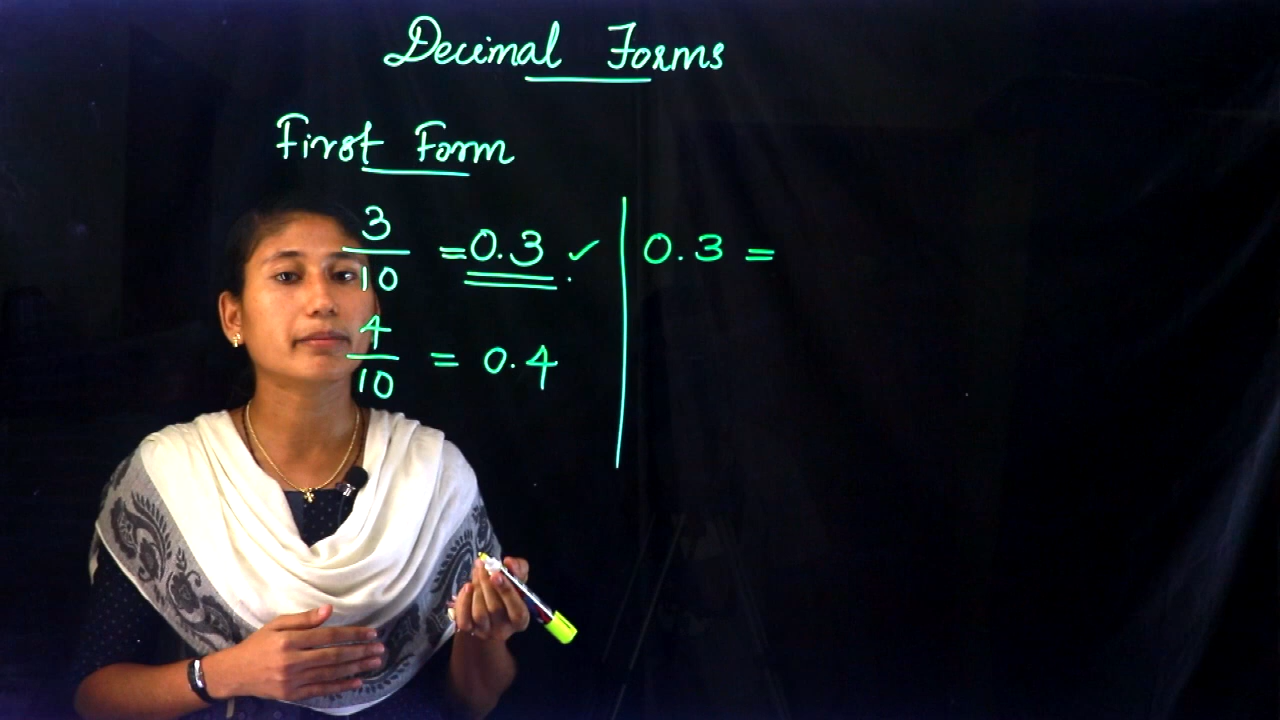 Decimal Forms
First Form
3/10 = 0.3 ✓
4/10 = 0.4
0.3 =